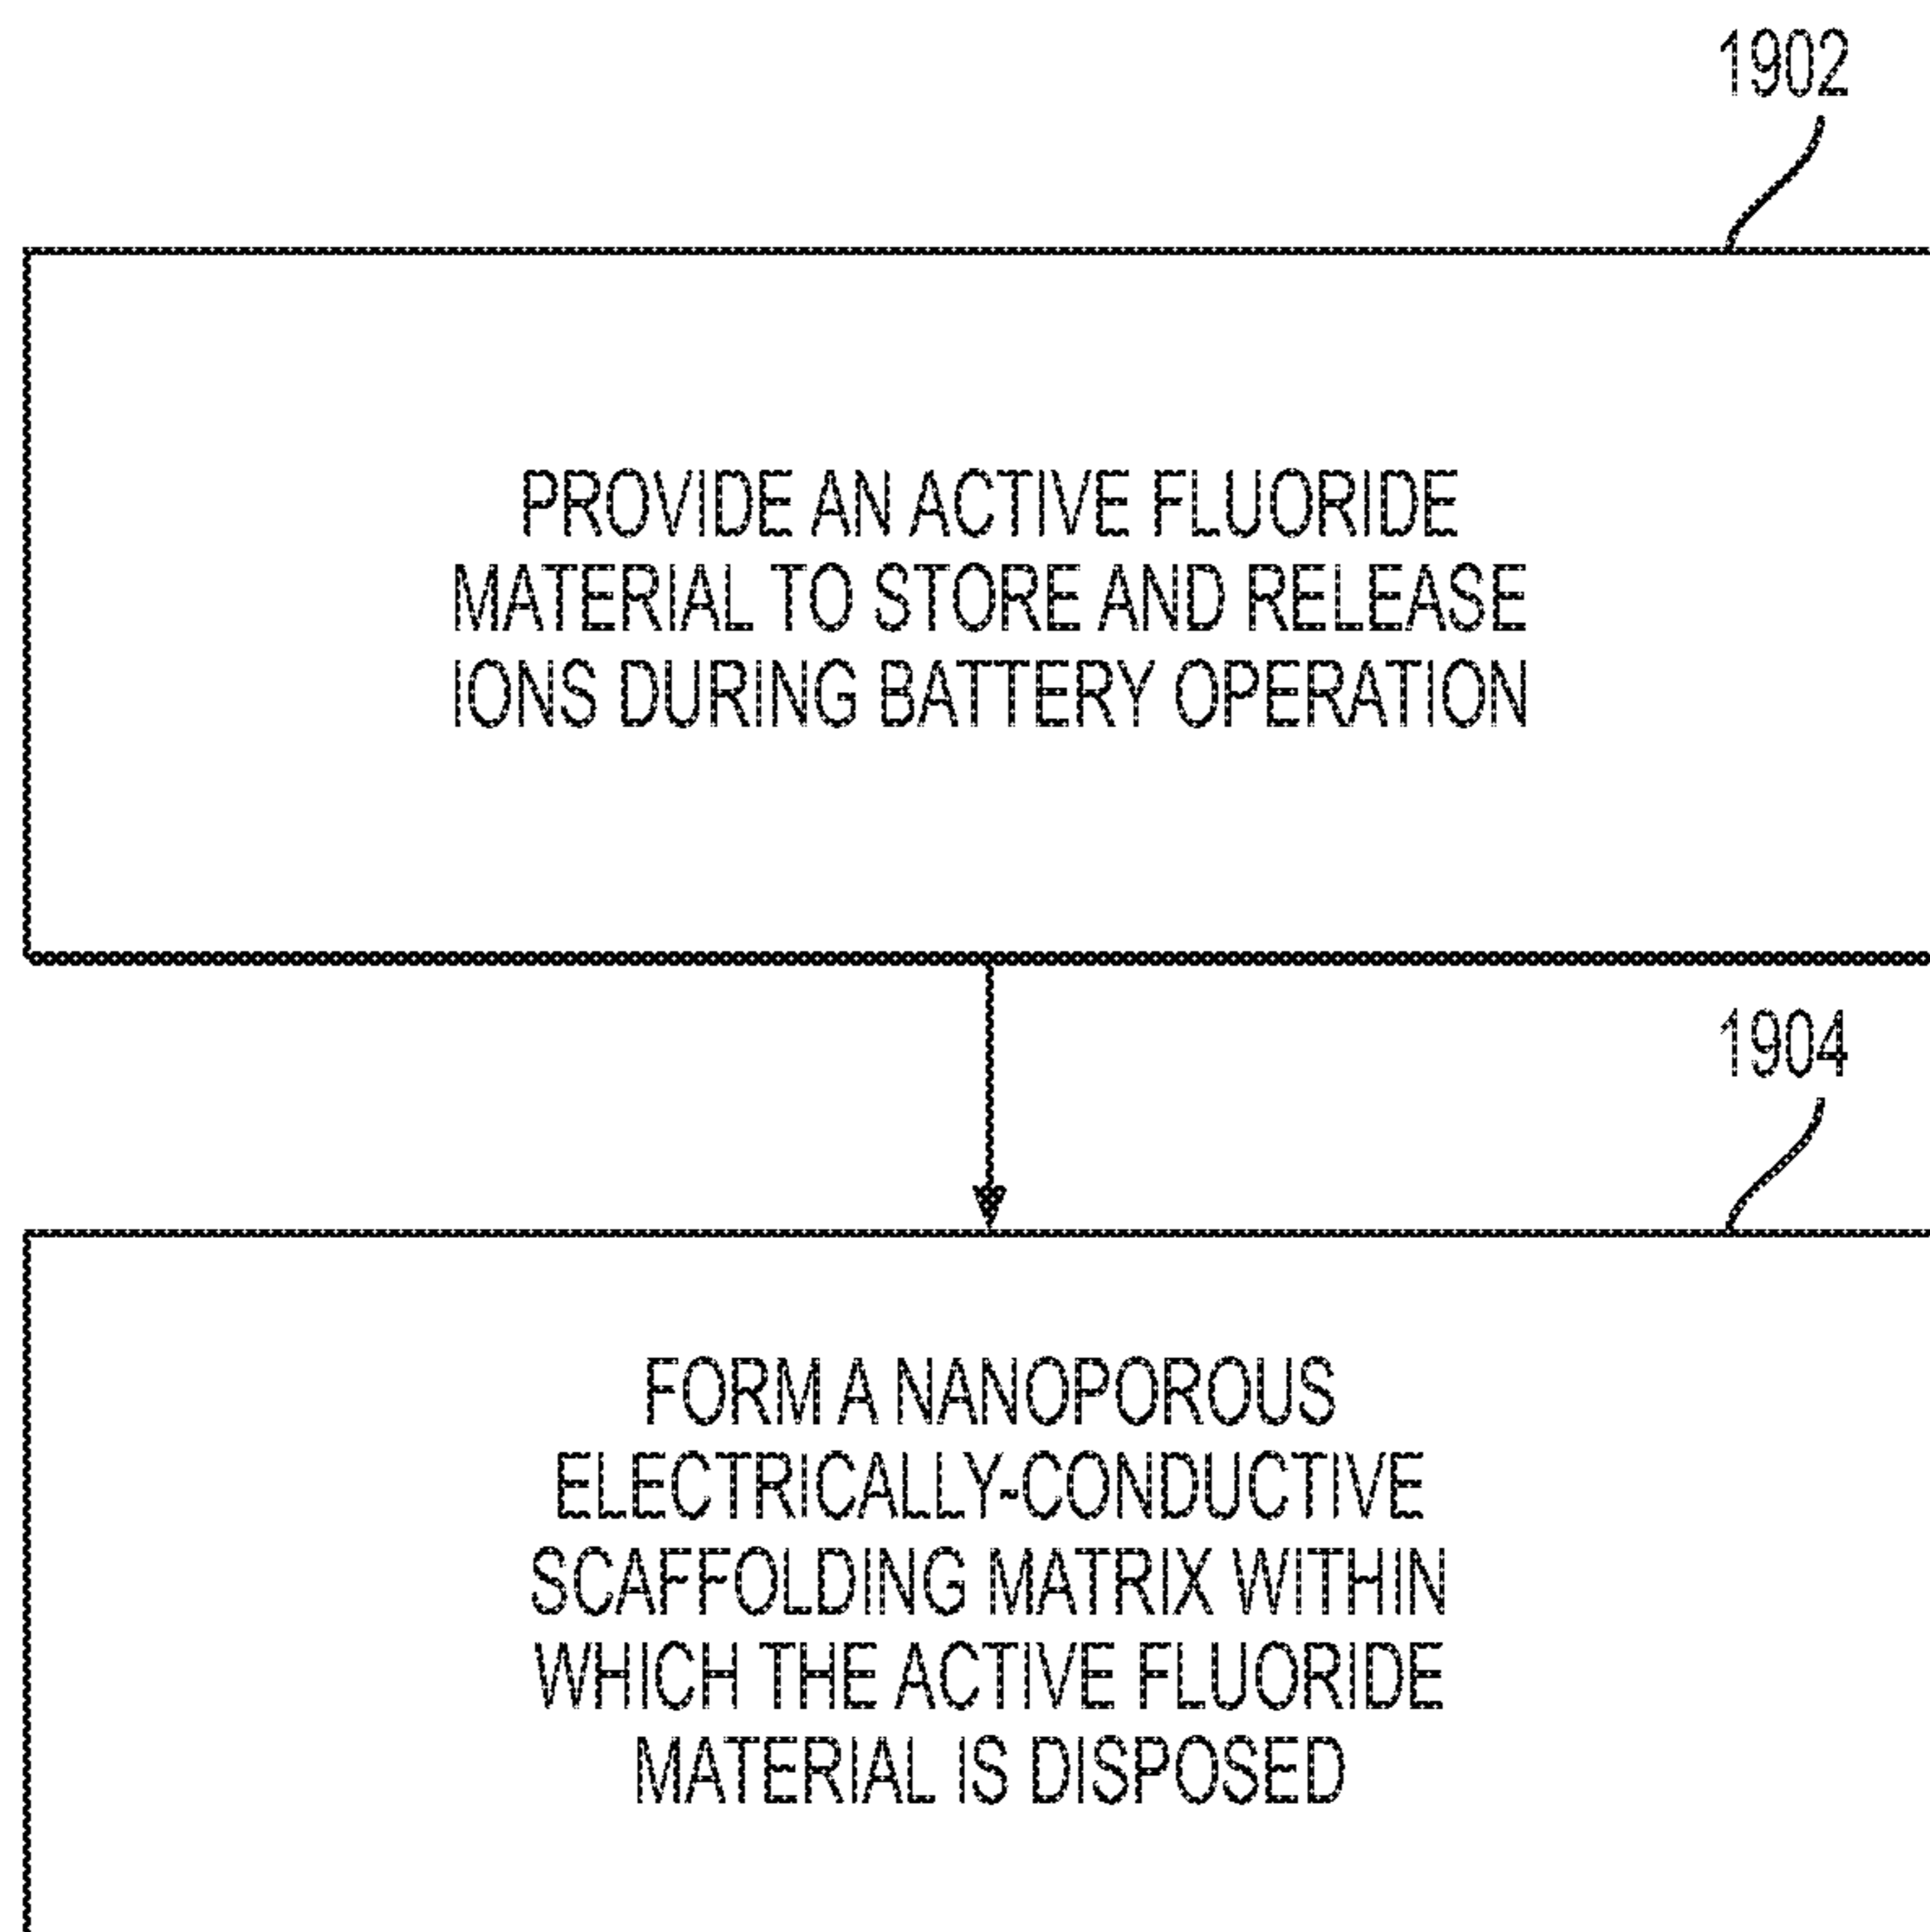 1902
PROVIDE AN ACTIVE FLUORIDE
MATERIAL TO STORE AND RELEASE
IONS DURING BATTERY OPERATION
1904
FORM A NANOPOROUS
ELECTRICALLY-CONDUCTIVE
SCAFFOLDING MATRIX WITHIN
WHICH THE ACTIVE FLUORIDE
MATERIAL IS DISPOSED